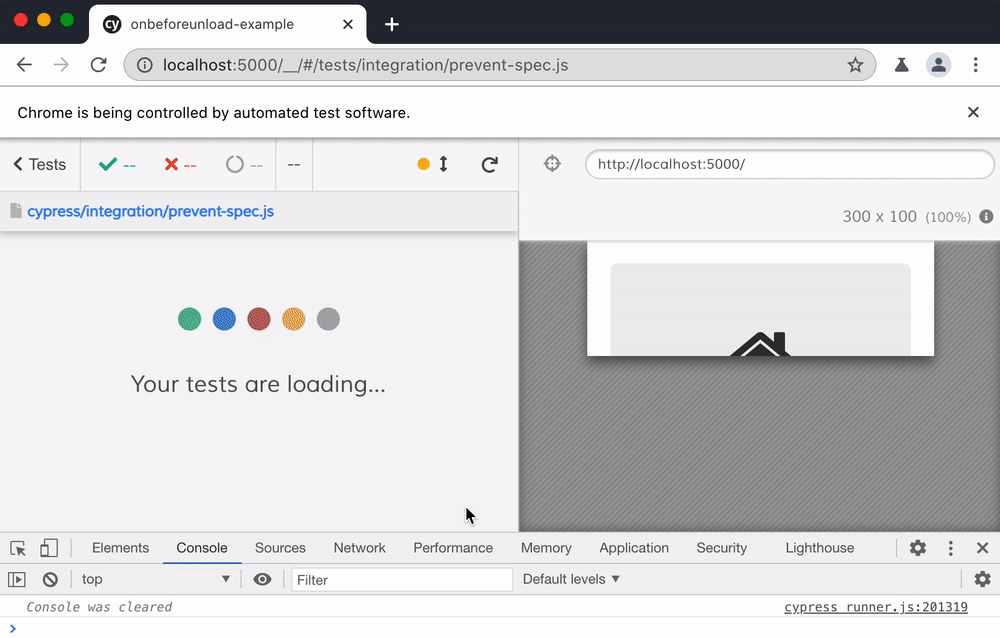 cy onbeforeunload-example
localhost:5000/__/#/tests/integration/prevent-spec.js
Chrome is being controlled by automated test software.
Tests -- -- -- --
http://localhost:5000/
cypress/integration/prevent-spec.js
300 x 100 (100%)
Your tests are loading...
Elements Console Sources Network Performance Memory Application Security Lighthouse
top Filter Default levels
Console was cleared cypress_runner.js:201319